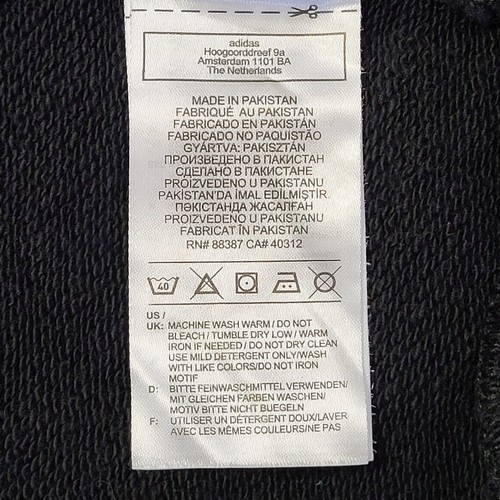 adidas
Hoogoorddreef 9a
Amsterdam 1101 BA
The Netherlands
MADE IN PAKISTAN
FABRIQUÉ AU PAKISTAN
FABRICADO EN PAKISTÁN
FABRICADO NO PAQUISTÃO
GYÁRTVA: PAKISZTÁN
ПРОИЗВЕДЕНО В ПАКИСТАН
СДЕЛАНО В ПАКИСТАНЕ
PROIZVEDENO U PAKISTANU
PAKİSTAN'DA İMAL EDİLMİŞTİR.
ПӘКІСТАНДА ЖАСАЛҒАН
PROIZVEDENO U PAKISTANU
FABRICAT ÎN PAKISTAN
RN# 88387 CA# 40312
40
US /
UK: MACHINE WASH WARM / DO NOT
BLEACH / TUMBLE DRY LOW / WARM
IRON IF NEEDED / DO NOT DRY CLEAN
USE MILD DETERGENT ONLY/WASH
WITH LIKE COLORS/DO NOT IRON
MOTIF
D: BITTE FEINWASCHMITTEL VERWENDEN/
MIT GLEICHEN FARBEN WASCHEN/
MOTIV BITTE NICHT BUEGELN
F: UTILISER UN DÉTERGENT DOUX/LAVER
AVEC LES MÊMES COULEURS/NE PAS